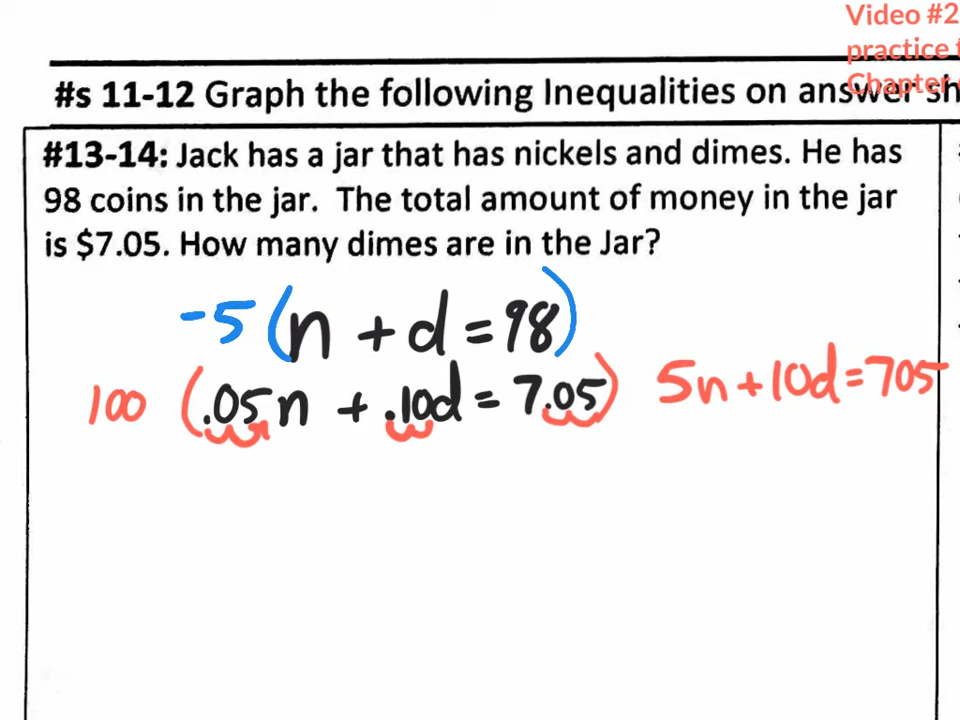 Video #2
practice
Chapter
#s 11-12 Graph the following Inequalities on answer sh
#13-14: Jack has a jar that has nickels and dimes. He has
98 coins in the jar. The total amount of money in the jar
is $7.05. How many dimes are in the Jar?
-5(n + d = 98)
100 (.05n + .10d = 7.05) 5n + 10d = 705